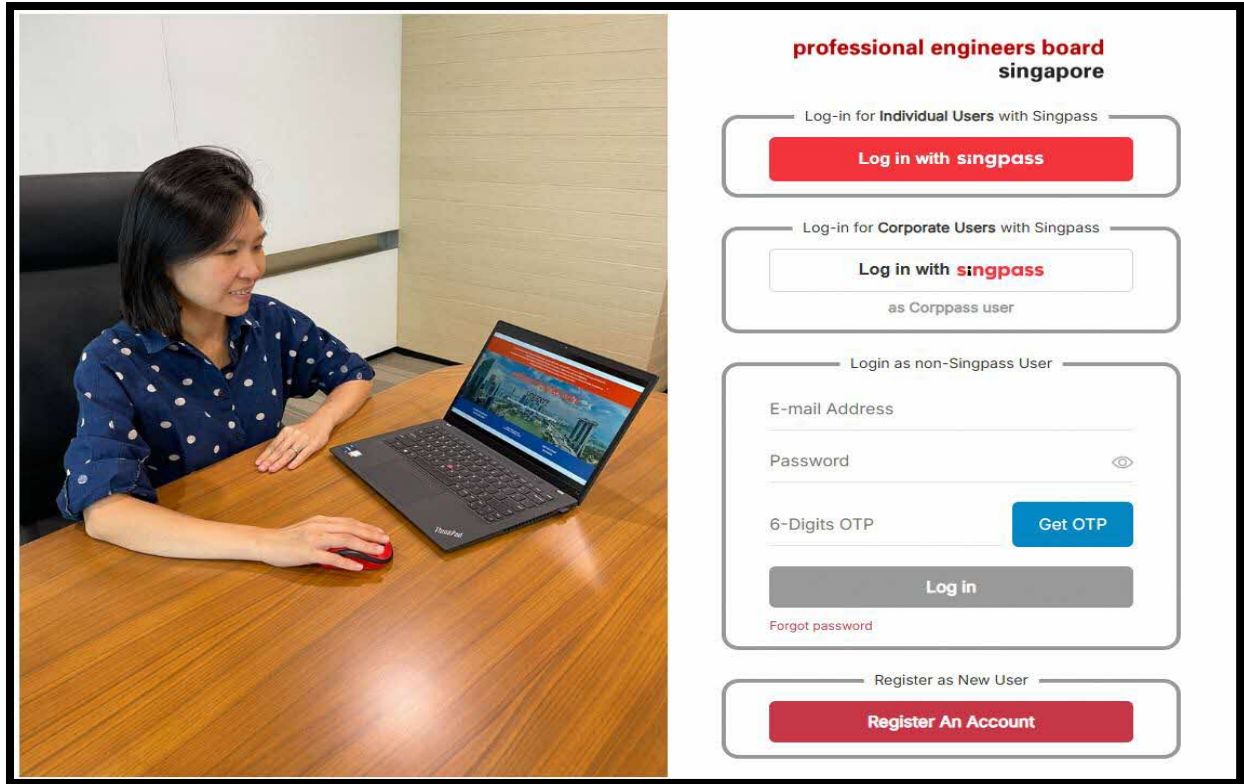 professional engineers board
singapore
Log-in for Individual Users with Singpass
Log in with singpass
Log-in for Corporate Users with Singpass
Log in with singpass
as Corppass user
Login as non-Singpass User
E-mail Address
Password
6-Digits OTP
Get OTP
Log in
Forgot password
Register as New User
Register An Account
ThinkPad